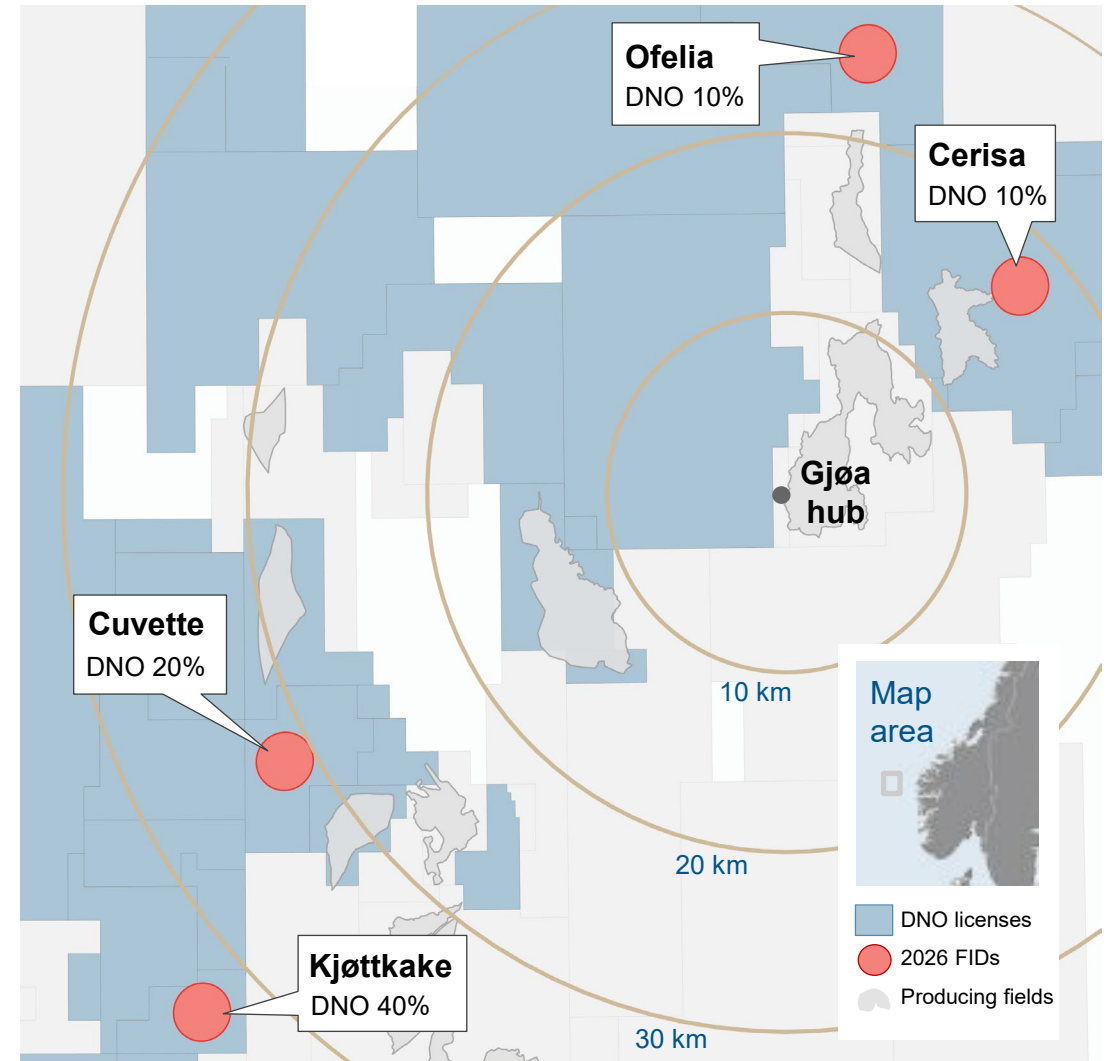 Ofelia
DNO 10%
Cerisa
DNO 10%
Gjøa
hub
Cuvette
DNO 20%
10 km
Map
area
20 km
DNO licenses
2026 FIDs
Kjøttkake
DNO 40%
Producing fields
30 km